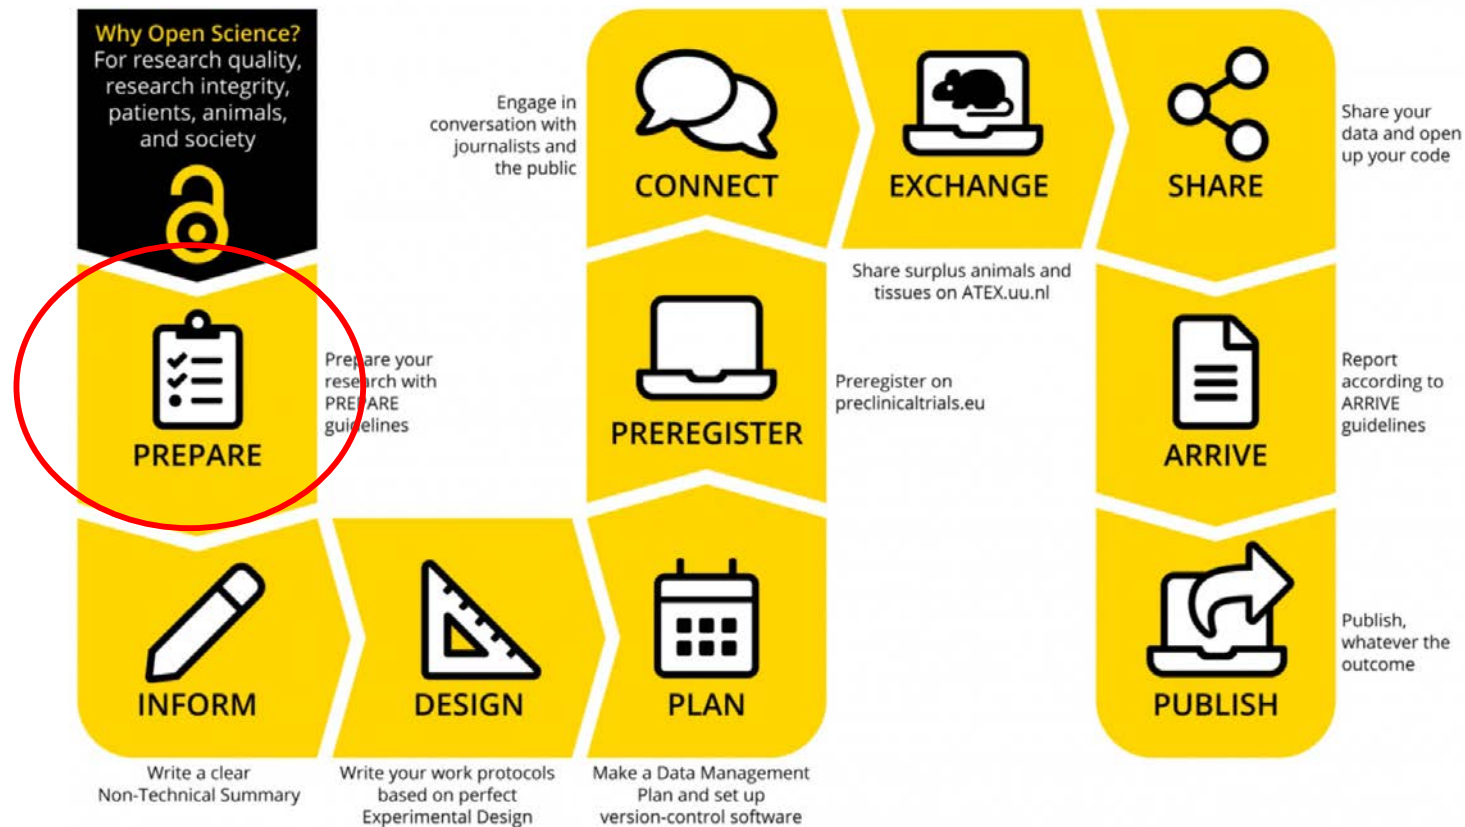 Why Open Science?
For research quality,
research integrity,
patients, animals,
and society
PREPARE
Prepare your
research with
PREPARE
guidelines
INFORM
Write a clear
Non-Technical Summary
DESIGN
Write your work protocols
based on perfect
Experimental Design
PLAN
Make a Data Management
Plan and set up
version-control software
PREREGISTER
Preregister on
preclinicaltrials.eu
CONNECT
Engage in
conversation with
journalists and
the public
EXCHANGE
Share surplus animals and
tissues on ATEX.uu.nl
SHARE
Share your
data and open
up your code
ARRIVE
Report
according to
ARRIVE
guidelines
PUBLISH
Publish,
whatever the
outcome